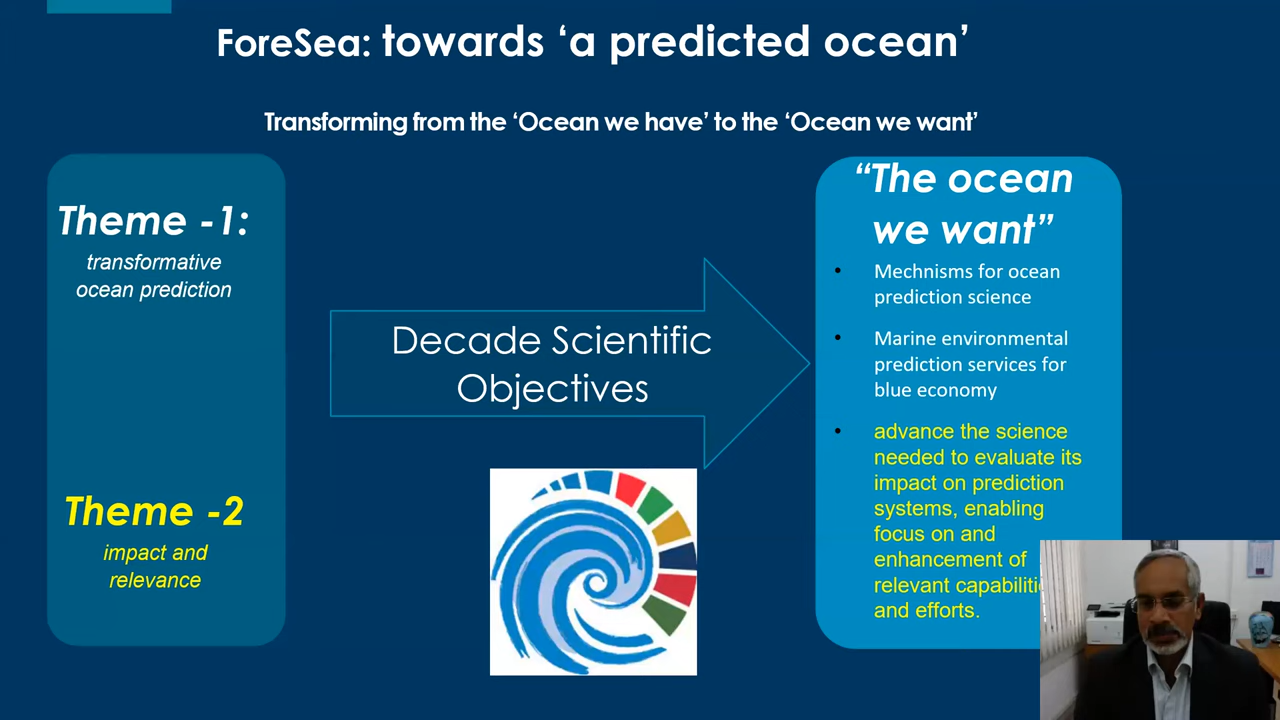 ForeSea: towards ‘a predicted ocean’
Transforming from the ‘Ocean we have’ to the ‘Ocean we want’
Theme -1:
transformative
ocean prediction
Theme -2
impact and
relevance
Decade Scientific
Objectives
“The ocean
we want”
• Mechnisms for ocean
prediction science
• Marine environmental
prediction services for
blue economy
• advance the science
needed to evaluate its
impact on prediction
systems, enabling
focus on and
enhancement of
relevant capabiliti
and efforts.